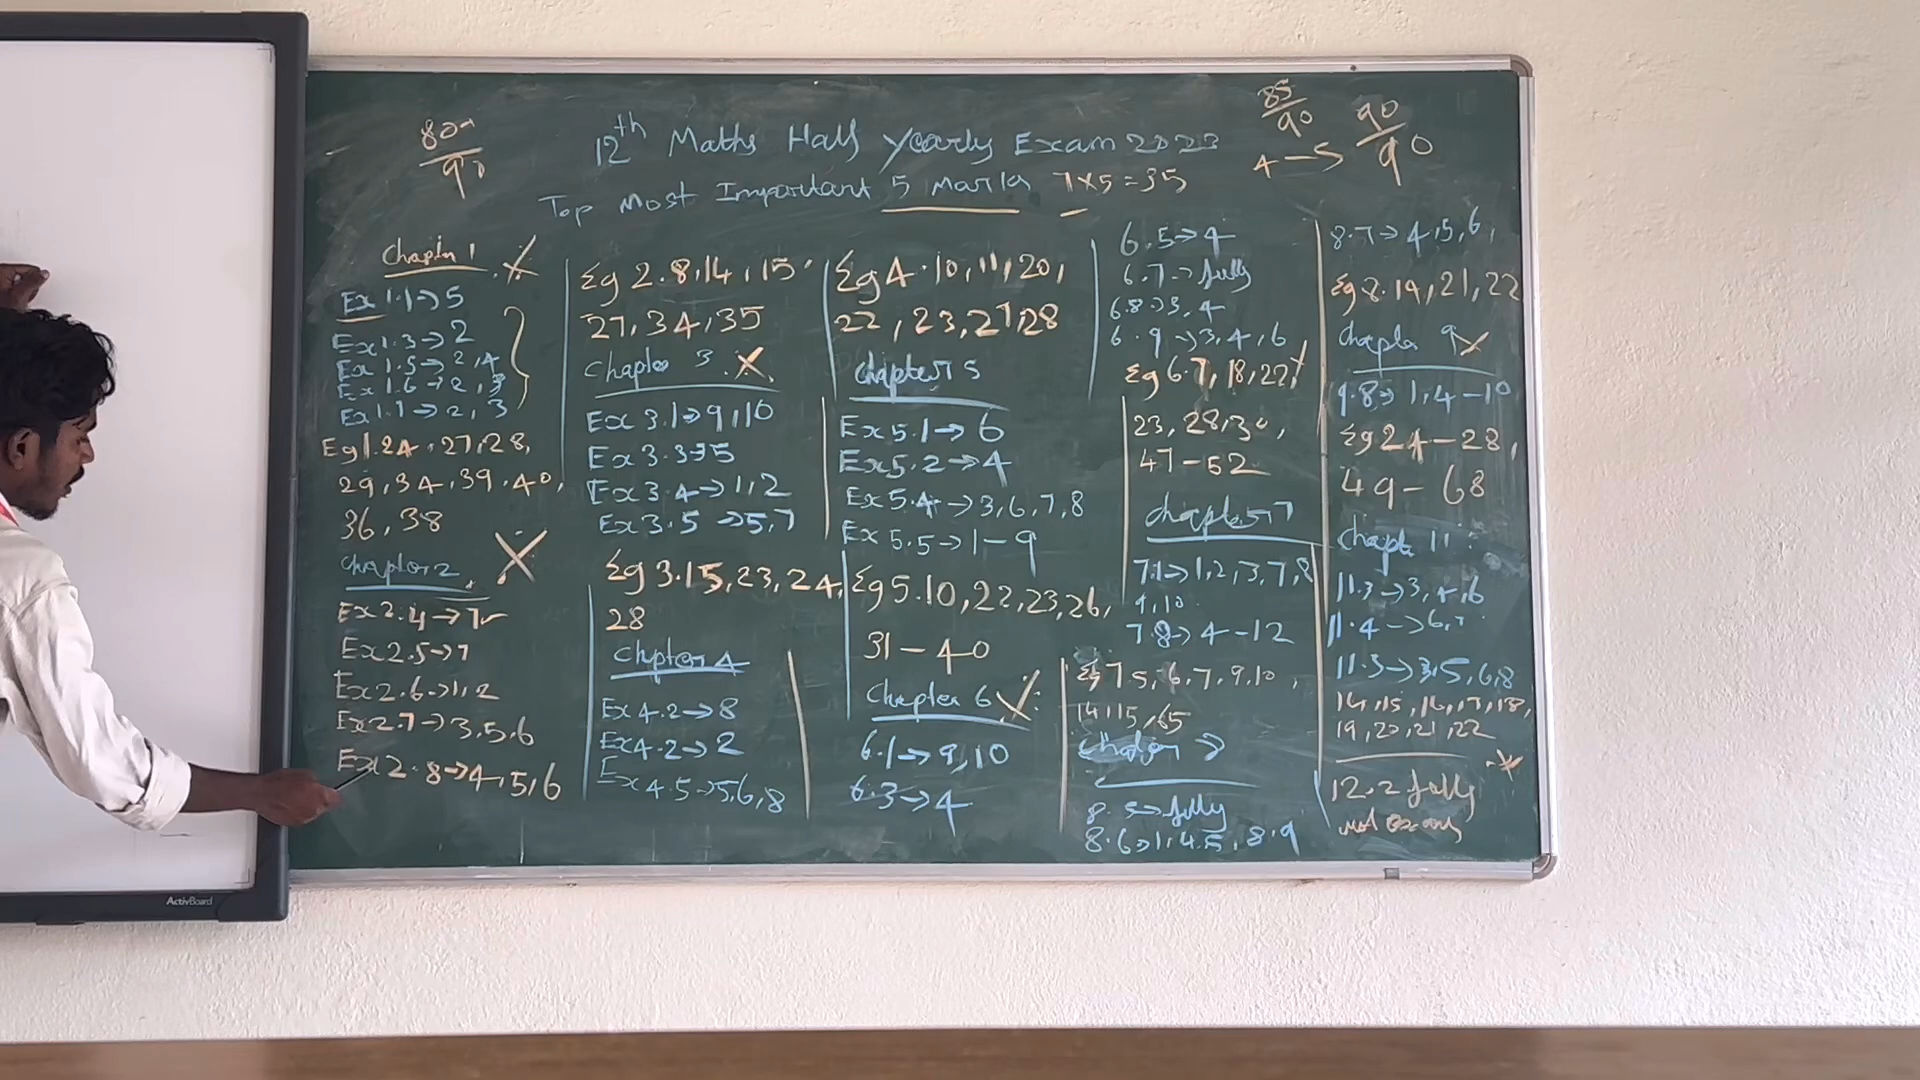 80
90
12th Maths Half Yearly Exam 2023
Top Most Important 5 Marks 7x5=35
85
90
4-5
90
90
Chapter 1
Ex 1.1→5
Ex 1.3→2
Ex 1.5→2,4
Ex 1.6→2,3
Ex 1.7→2,3
Eg 1.24,27,28,
29,34,39,40,
36,38
Chapter 2
Ex 2.4→7
Ex 2.5→7
Ex 2.6→1,2
Ex 2.7→3,5,6
Ex 2.8→4,5,6
Eg 2.8,14,15
27,34,35
Chapter 3
Ex 3.1→9,10
Ex 3.3→5
Ex 3.4→1,2
Ex 3.5→5,7
Eg 3.15,23,24,
28
Chpter 4
Ex 4.2→8
Ex 4.2→2
Ex 4.5→5,6,8
Eg 4.10,11,20,
22,23,27,28
Chapter 5
Ex 5.1→6
Ex 5.2→4
Ex 5.4→3,6,7,8
Ex 5.5→1-9
Eg 5.10,22,23,26,
31-40
Chapter 6
6.1→9,10
6.3→4
6.5→4
6.7→fully
6.8→3,4
6.9→3,4,6
Eg 6.7,18,22,
23,28,30,
47-52
Chapter 7
7.1→1,2,3,7,8
9,10
7.8→4-12
Eg 7 5,6,7,9,10,
14,15,65
8.5→fully
8.6→1,4,5,8,9
8.7→4,5,6,
Eg 8.14,21,22
Chapter 9
9.8→1,4-10
Eg 24-28,
49-68
Chapt 11
11.3→3,4,6
11.4→6,7
11.3→3,5,6,8
14,15,16,17,18,
19,20,21,22
12.2 fully
ActivBoard